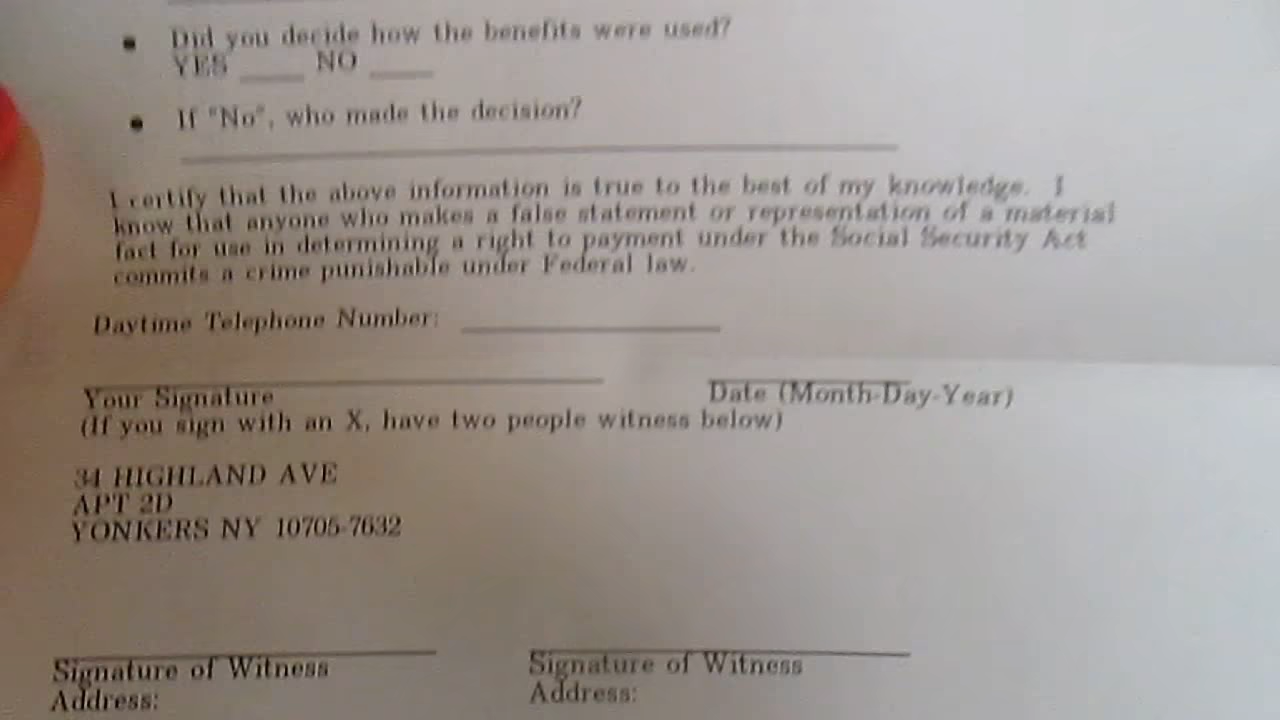 • Did you decide how the benefits were used?
YES ____ NO ____
• If "No", who made the decision?
I certify that the above information is true to the best of my knowledge. I
know that anyone who makes a false statement or representation of a material
fact for use in determining a right to payment under the Social Security Act
commits a crime punishable under Federal law.
Daytime Telephone Number: ____
Your Signature Date (Month-Day-Year)
(If you sign with an X, have two people witness below)
34 HIGHLAND AVE
APT 2D
YONKERS NY 10705-7632
Signature of Witness Signature of Witness
Address: Address: